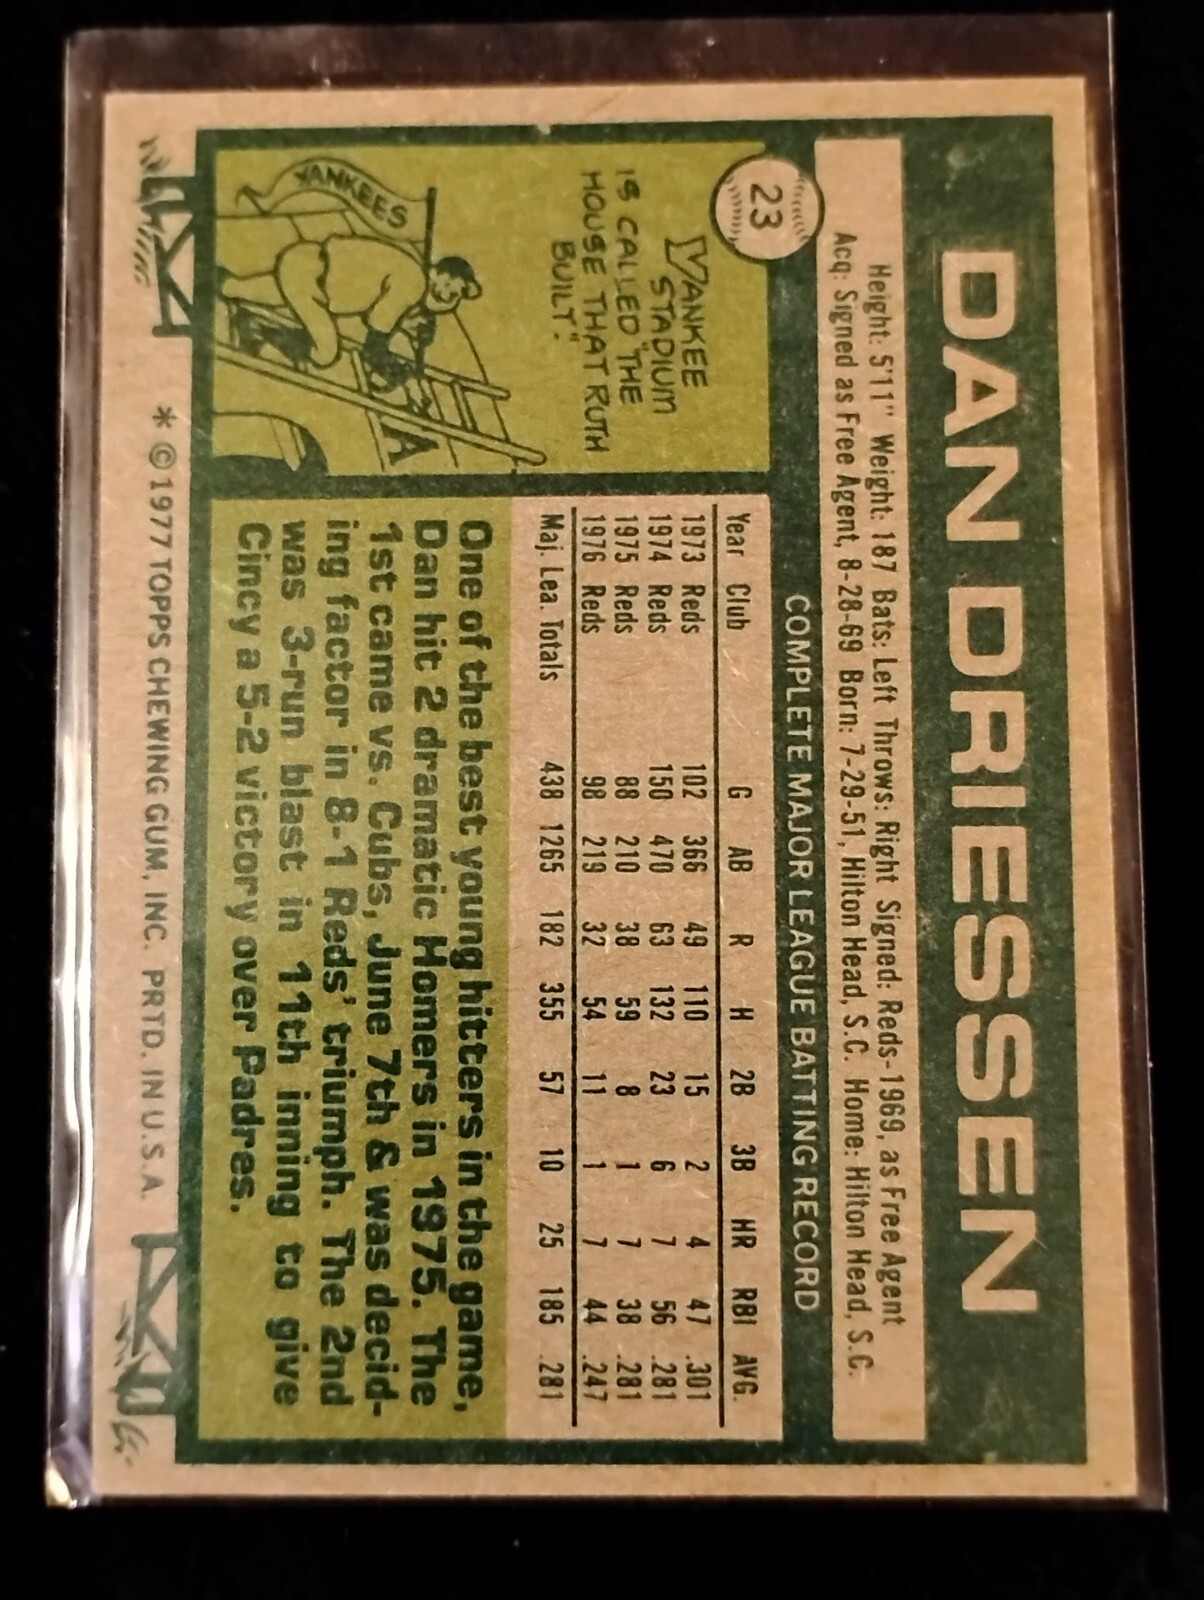 DAN DRIESSEN
Height: 5'11" Weight: 187 Bats: Left Throws: Right Signed: Reds-1969, as Free Agent
Acq: Signed as Free Agent, 8-28-69 Born: 7-29-51, Hilton Head, S.C. Home: Hilton Head, S.C.
23
COMPLETE MAJOR LEAGUE BATTING RECORD
YANKEE
STADIUM
IS CALLED "THE
HOUSE THAT RUTH
BUILT."
YANKEES
A
Year Club G AB R H 2B 3B HR RBI AVG.
1973 Reds 102 366 49 110 15 2 4 47 .301
1974 Reds 150 470 63 132 23 6 7 56 .281
1975 Reds 88 210 38 59 8 1 7 38 .281
1976 Reds 98 219 32 54 11 1 7 44 .247
Maj. Lea. Totals 438 1265 182 355 57 10 25 185 .281
One of the best young hitters in the game,
Dan hit 2 dramatic Homers in 1975. The
1st came vs. Cubs, June 7th & was decid-
ing factor in 8-1 Reds' triumph. The 2nd
was 3-run blast in 11th inning to give
Cincy a 5-2 victory over Padres.
* © 1977 TOPPS CHEWING GUM, INC. PRTD. IN U.S.A.